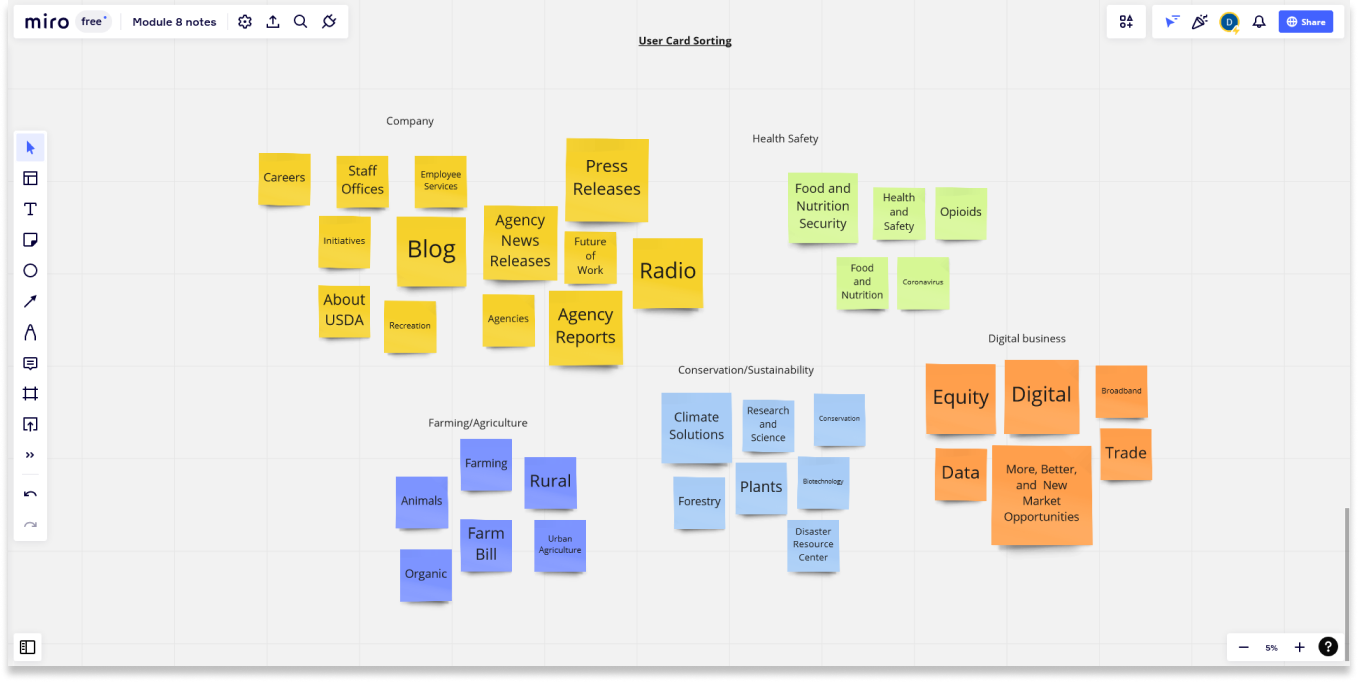 miro
free
Module 8 notes
D
Share
User Card Sorting
Company
Careers
Staff
Offices
Employee
Services
Press
Releases
Initiatives
Blog
Agency
News
Releases
Future
of
Work
Radio
About
USDA
Recreation
Agencies
Agency
Reports
Health Safety
Food and
Nutrition
Security
Health
and
Safety
Opioids
Food
and
Nutrition
Coronavirus
Farming/Agriculture
Farming
Animals
Rural
Farm
Bill
Urban
Agriculture
Organic
Conservation/Sustainability
Climate
Solutions
Research
and
Science
Conservation
Forestry
Plants
Biotechnology
Disaster
Resource
Center
Digital business
Equity
Digital
Broadband
Data
More, Better,
and New
Market
Opportunities
Trade
5%
?